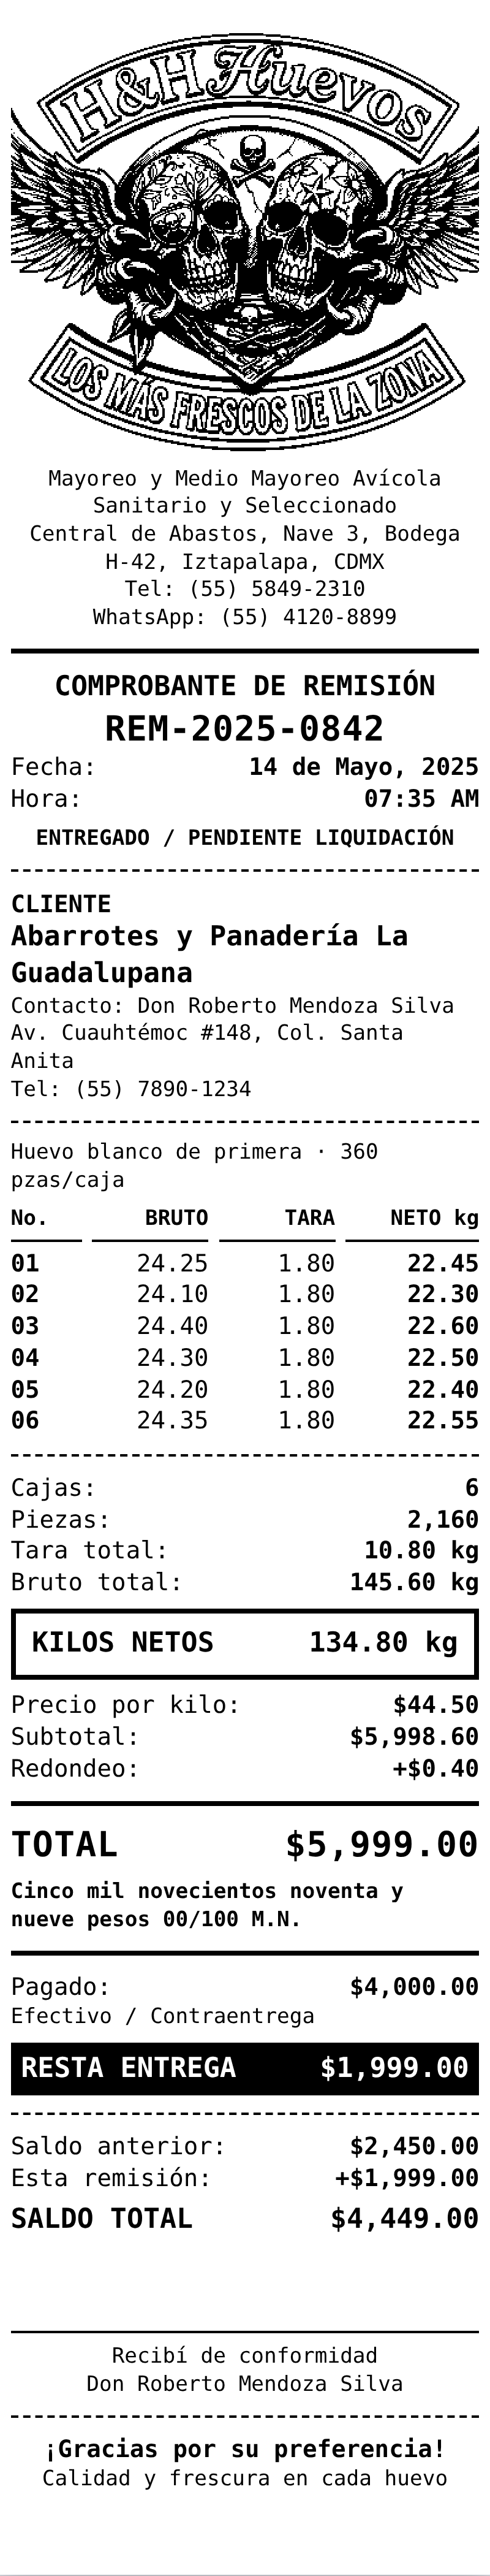 H&H Huevos
LOS MÁS FRESCOS DE LA ZONA
Mayoreo y Medio Mayoreo Avícola
Sanitario y Seleccionado
Central de Abastos, Nave 3, Bodega
H-42, Iztapalapa, CDMX
Tel: (55) 5849-2310
WhatsApp: (55) 4120-8899
COMPROBANTE DE REMISIÓN
REM-2025-0842
Fecha: 14 de Mayo, 2025
Hora: 07:35 AM
ENTREGADO / PENDIENTE LIQUIDACIÓN
CLIENTE
Abarrotes y Panadería La
Guadalupana
Contacto: Don Roberto Mendoza Silva
Av. Cuauhtémoc #148, Col. Santa
Anita
Tel: (55) 7890-1234
Huevo blanco de primera · 360
pzas/caja
No. BRUTO TARA NETO kg
01 24.25 1.80 22.45
02 24.10 1.80 22.30
03 24.40 1.80 22.60
04 24.30 1.80 22.50
05 24.20 1.80 22.40
06 24.35 1.80 22.55
Cajas: 6
Piezas: 2,160
Tara total: 10.80 kg
Bruto total: 145.60 kg
KILOS NETOS 134.80 kg
Precio por kilo: $44.50
Subtotal: $5,998.60
Redondeo: +$0.40
TOTAL $5,999.00
Cinco mil novecientos noventa y
nueve pesos 00/100 M.N.
Pagado: $4,000.00
Efectivo / Contraentrega
RESTA ENTREGA $1,999.00
Saldo anterior: $2,450.00
Esta remisión: +$1,999.00
SALDO TOTAL $4,449.00
Recibí de conformidad
Don Roberto Mendoza Silva
¡Gracias por su preferencia!
Calidad y frescura en cada huevo